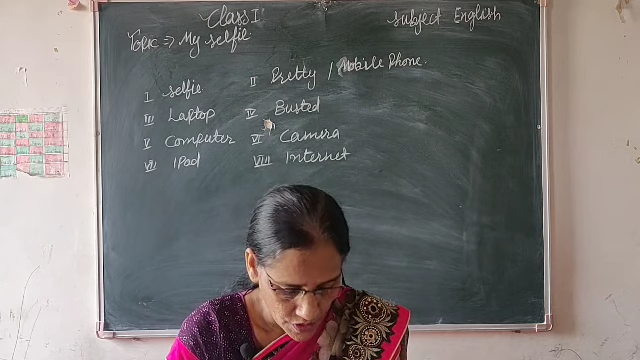 Class I Subject English
Topic => My selfie
I selfie II Pretty / Mobile Phone.
III Laptop IV Busted
V Computer VI Camera
VII IPad VIII Internet